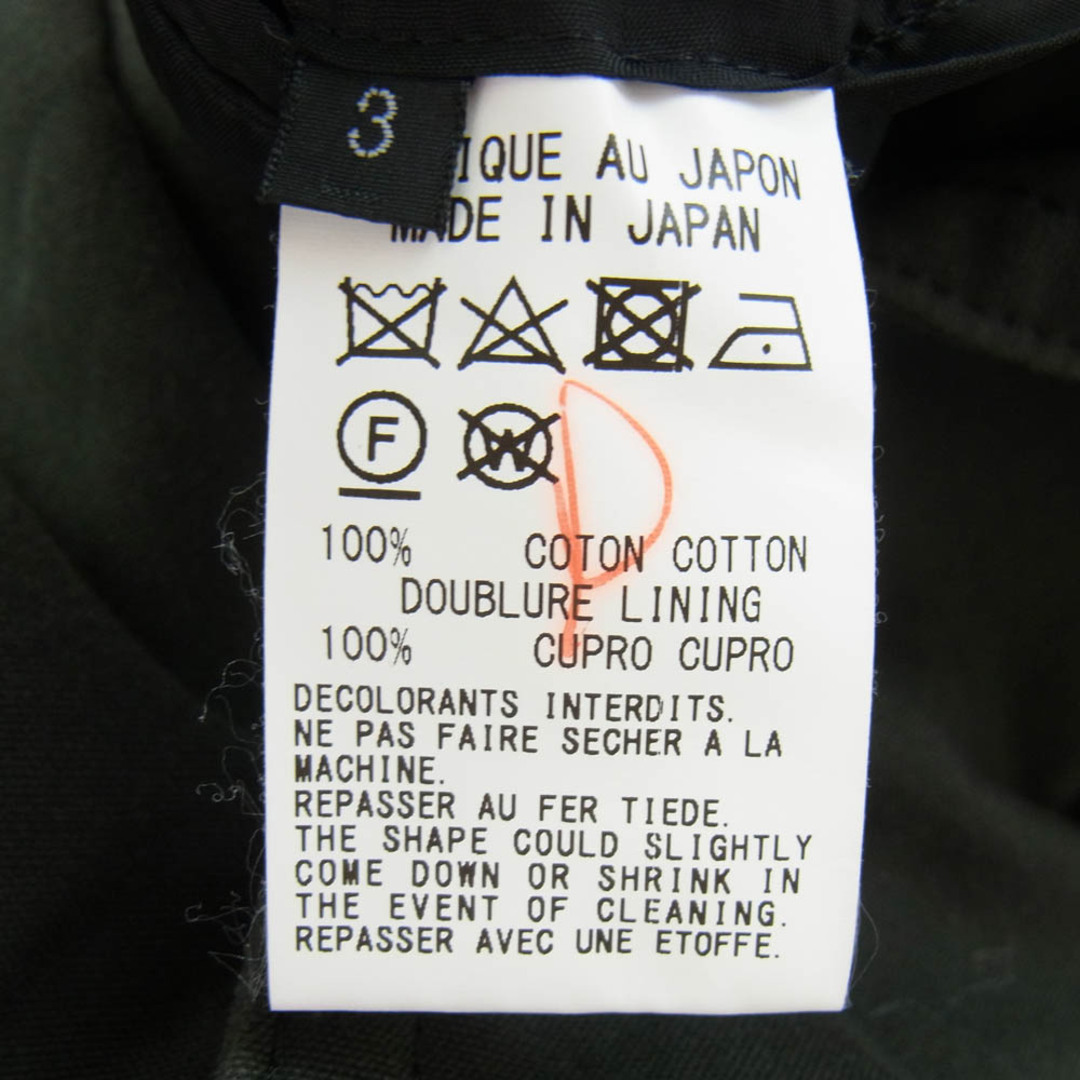 3
IQUE AU JAPON
MADE IN JAPAN
F
W
P
100% COTON COTTON
DOUBLURE LINING
100% CUPRO CUPRO
DECOLORANTS INTERDITS.
NE PAS FAIRE SECHER A LA
MACHINE.
REPASSER AU FER TIEDE.
THE SHAPE COULD SLIGHTLY
COME DOWN OR SHRINK IN
THE EVENT OF CLEANING.
REPASSER AVEC UNE ETOFFE.